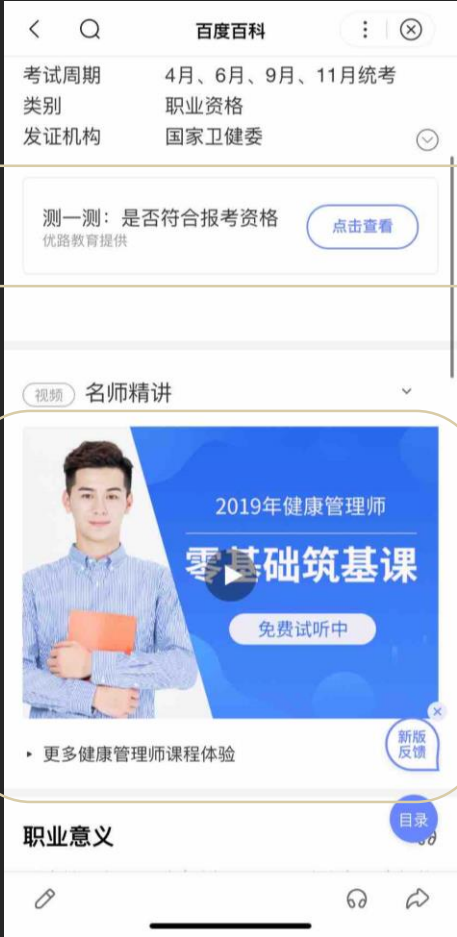 百度百科
考试周期 4月、6月、9月、11月统考
类别 职业资格
发证机构 国家卫健委
测一测：是否符合报考资格
优路教育提供
点击查看
视频 名师精讲
2019年健康管理师
零基础筑基课
免费试听中
新版
反馈
更多健康管理师课程体验
目录
职业意义